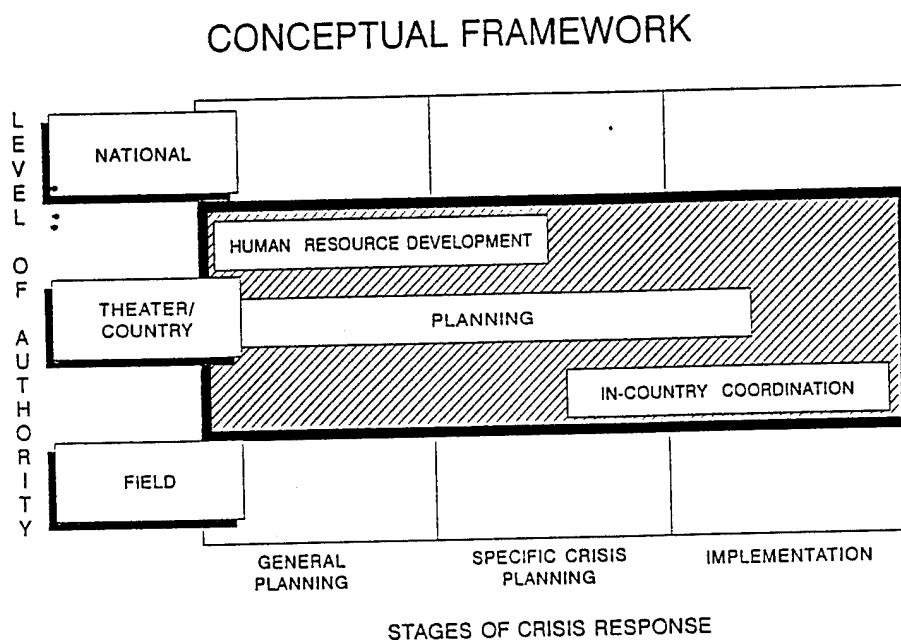 CONCEPTUAL FRAMEWORK
LEVEL OF AUTHORITY
NATIONAL
HUMAN RESOURCE DEVELOPMENT
THEATER/
COUNTRY
PLANNING
IN-COUNTRY COORDINATION
FIELD
GENERAL
PLANNING
SPECIFIC CRISIS
PLANNING
IMPLEMENTATION
STAGES OF CRISIS RESPONSE